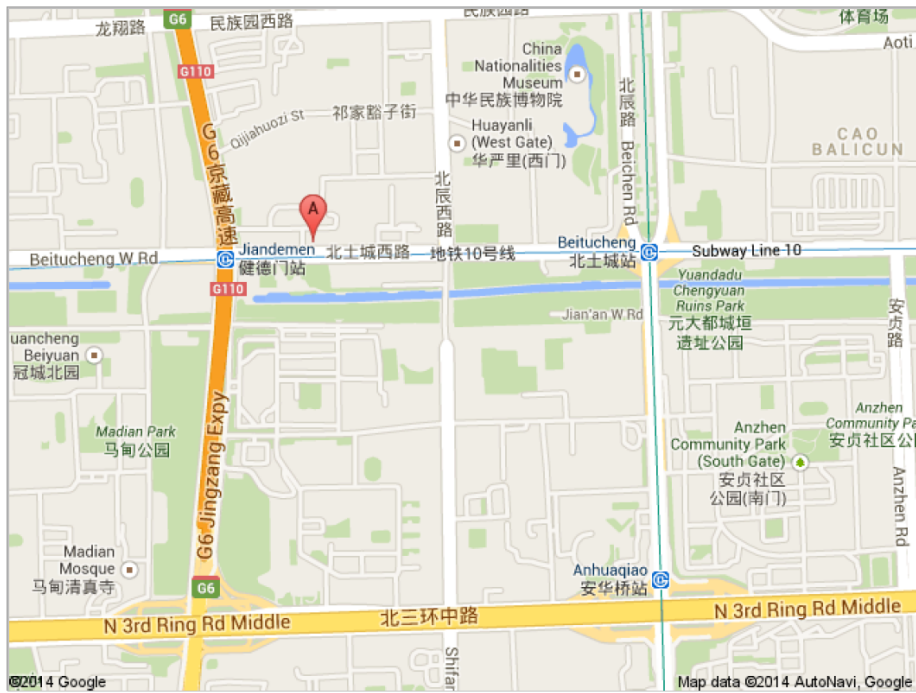 民族园西路
体育场
G6
龙翔路
民族园西路
Aoti
China
Nationalities
Museum
中华民族博物院
G110
北辰路
Beichen Rd
Qijiahuozi St
祁家豁子街
Huayanli
(West Gate)
华严里(西门)
CAO
BALICUN
G6京藏高速
北辰西路
A
Beitucheng W Rd
Jiandemen
健德门站
北土城西路
地铁10号线
Beitucheng
北土城站
Subway Line 10
G110
Yuandadu
Chengyuan
Ruins Park
元大都城垣
遗址公园
Jian'an W Rd
安贞路
uancheng
Beiyuan
冠城北园
Madian Park
马甸公园
G6 Jingzang Expy
Anzhen
Community Park
(South Gate)
安贞社区
公园(南门)
Anzhen
Community Pa
安贞社区公
Anzhen Rd
Madian
Mosque
马甸清真寺
G6
Anhuaqiao
安华桥站
N 3rd Ring Rd Middle
北三环中路
N 3rd Ring Rd Middle
Shifan
©2014 Google
Map data ©2014 AutoNavi, Google